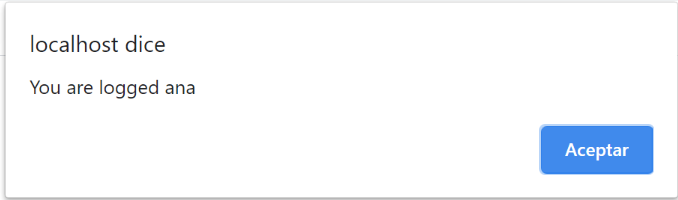 localhost dice
You are logged ana
Aceptar